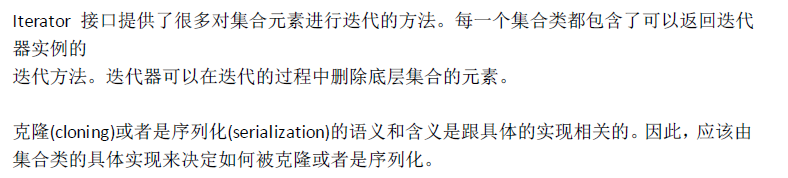 Iterator 接口提供了很多对集合元素进行迭代的方法。每一个集合类都包含了可以返回迭代
器实例的
迭代方法。迭代器可以在迭代的过程中删除底层集合的元素。
克隆(cloning)或者是序列化(serialization)的语义和含义是跟具体的实现相关的。因此，应该由
集合类的具体实现来决定如何被克隆或者是序列化。